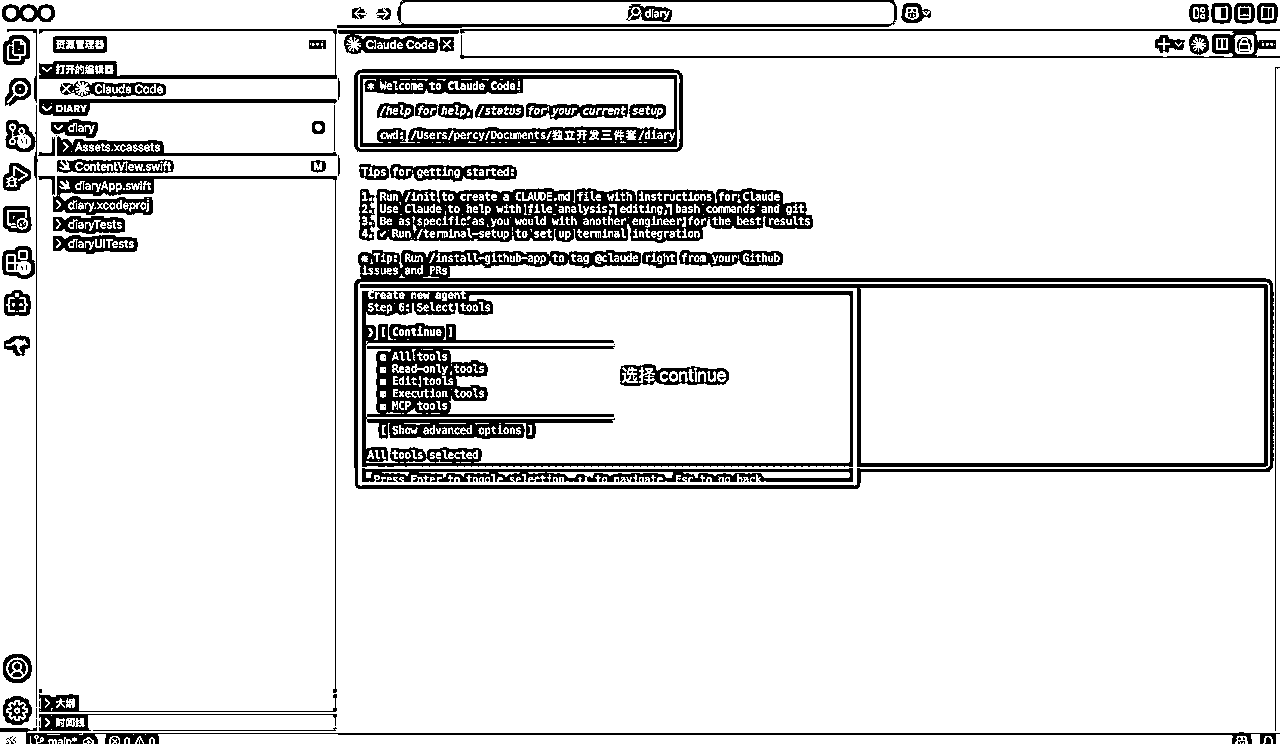 diary
资源管理器
Claude Code
打开的编辑器
Claude Code
DIARY
diary
Assets.xcassets
ContentView.swift
M
diaryApp.swift
diary.xcodeproj
diaryTests
diaryUITests
大纲
时间线
* Welcome to Claude Code!
/help for help, /status for your current setup
cwd: /Users/percy/Documents/独立开发三件套/diary
Tips for getting started:
1. Run /init to create a CLAUDE.md file with instructions for Claude
2. Use Claude to help with file analysis, editing, bash commands and git
3. Be as specific as you would with another engineer for the best results
4. ✔ Run /terminal-setup to set up terminal integration
* Tip: Run /install-github-app to tag @claude right from your Github
issues and PRs
Create new agent
Step 6: Select tools
❯ [ Continue ]
All tools
Read-only tools
Edit tools
Execution tools
MCP tools
选择 continue
[ Show advanced options ]
All tools selected
Press Enter to toggle selection, ↑↓ to navigate, Esc to go back
main* 0 0